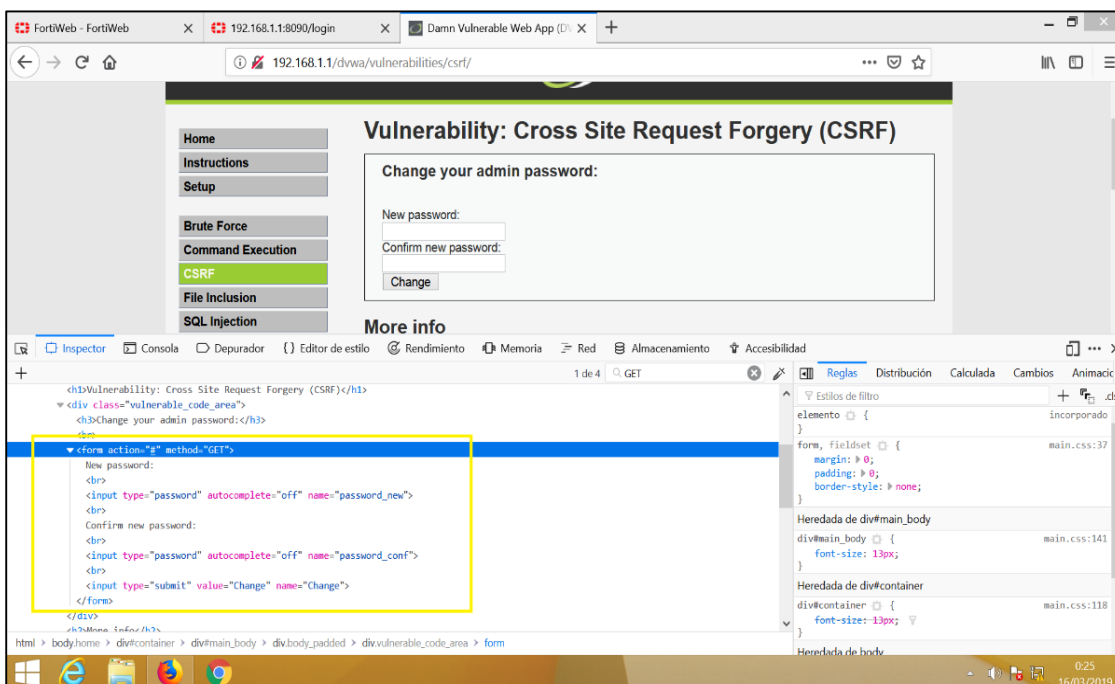 FortiWeb - FortiWeb
192.168.1.1:8090/login
Damn Vulnerable Web App (DV
192.168.1.1/dvwa/vulnerabilities/csrf/
Home
Instructions
Setup
Brute Force
Command Execution
CSRF
File Inclusion
SQL Injection
Vulnerability: Cross Site Request Forgery (CSRF)
Change your admin password:
New password:
Confirm new password:
Change
More info
Inspector Consola Depurador {} Editor de estilo Rendimiento Memoria Red Almacenamiento Accesibilidad
1 de 4 GET
<h1>Vulnerability: Cross Site Request Forgery (CSRF)</h1>
<div class="vulnerable_code_area">
<h3>Change your admin password:</h3>
<br>
<form action="#" method="GET">
New password:
<br>
<input type="password" autocomplete="off" name="password_new">
<br>
Confirm new password:
<br>
<input type="password" autocomplete="off" name="password_conf">
<br>
<input type="submit" value="Change" name="Change">
</form>
</div>
<h2>More info</h2>
html > body.home > div#container > div#main_body > div.body_padded > div.vulnerable_code_area > form
Reglas Distribución Calculada Cambios Animacic
Estilos de filtro + .cls
elemento { incorporado
}
form, fieldset { main.css:37
margin: 0;
padding: 0;
border-style: none;
}
Heredada de div#main_body
div#main_body { main.css:141
font-size: 13px;
}
Heredada de div#container
div#container { main.css:118
font-size: 13px;
}
Heredada de body
0:25
16/03/2019